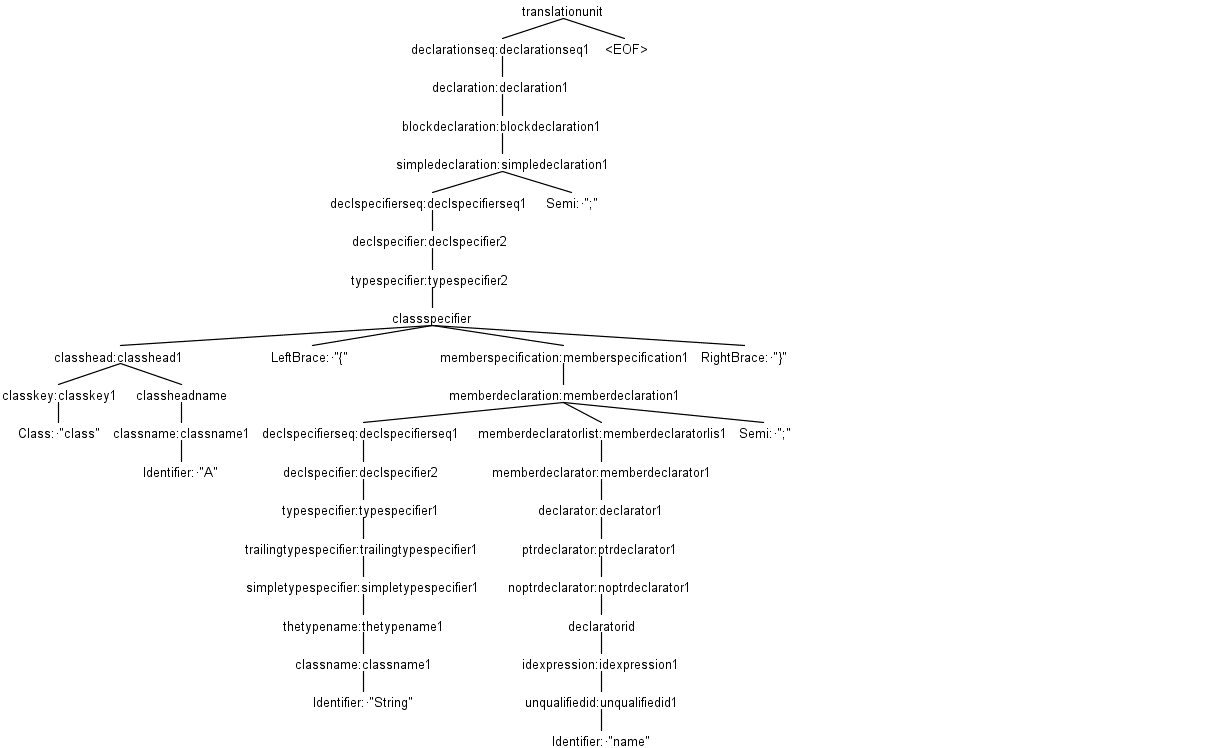 translationunit
declarationseq:declarationseq1 <EOF>
declaration:declaration1
blockdeclaration:blockdeclaration1
simpledeclaration:simpledeclaration1
declspecifierseq:declspecifierseq1 Semi:·";"
declspecifier:declspecifier2
typespecifier:typespecifier2
classspecifier
classhead:classhead1 LeftBrace:·"{" memberspecification:memberspecification1 RightBrace:·"}"
classkey:classkey1 classheadname memberdeclaration:memberdeclaration1
Class:·"class" classname:classname1 declspecifierseq:declspecifierseq1 memberdeclaratorlist:memberdeclaratorlis1 Semi:·";"
Identifier:·"A" declspecifier:declspecifier2 memberdeclarator:memberdeclarator1
typespecifier:typespecifier1 declarator:declarator1
trailingtypespecifier:trailingtypespecifier1 ptrdeclarator:ptrdeclarator1
simpletypespecifier:simpletypespecifier1 noptrdeclarator:noptrdeclarator1
thetypename:thetypename1 declaratorid
classname:classname1 idexpression:idexpression1
Identifier:·"String" unqualifiedid:unqualifiedid1
Identifier:·"name"